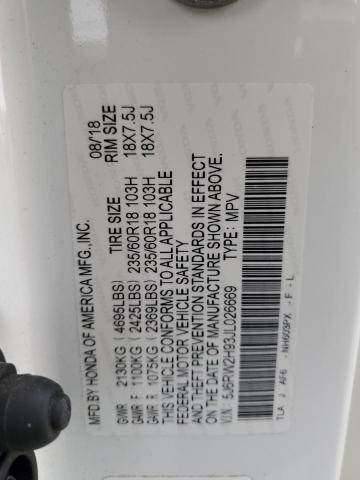 MFD. BY HONDA OF AMERICA MFG., INC. 08/18
TIRE SIZE RIM SIZE
GVWR 2130KG (4695LBS)
GAWR F 1100KG (2425LBS) 235/60R18 103H 18X7.5J
GAWR R 1075KG (2369LBS) 235/60R18 103H 18X7.5J
THIS VEHICLE CONFORMS TO ALL APPLICABLE
FEDERAL MOTOR VEHICLE SAFETY
AND THEFT PREVENTION STANDARDS IN EFFECT
ON THE DATE OF MANUFACTURE SHOWN ABOVE.
V.I.N.: 5J6RW2H93JL026669 TYPE: MPV
TLA J AF6 NH603PX - F - L